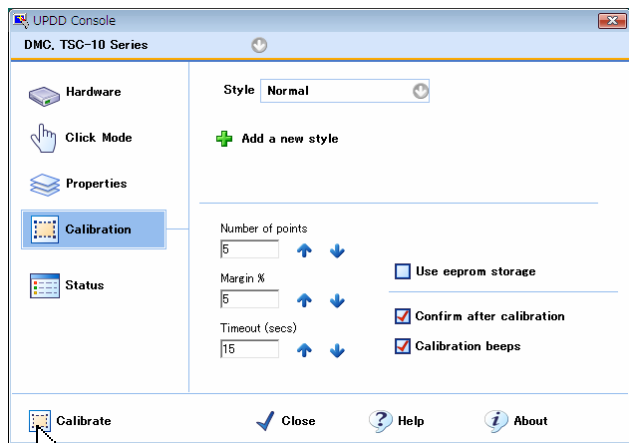 UPDD Console
DMC, TSC-10 Series
Hardware
Click Mode
Properties
Calibration
Status
Style Normal
Add a new style
Number of points
5
Margin %
5
Timeout (secs)
15
Use eeprom storage
Confirm after calibration
Calibration beeps
Calibrate Close Help About